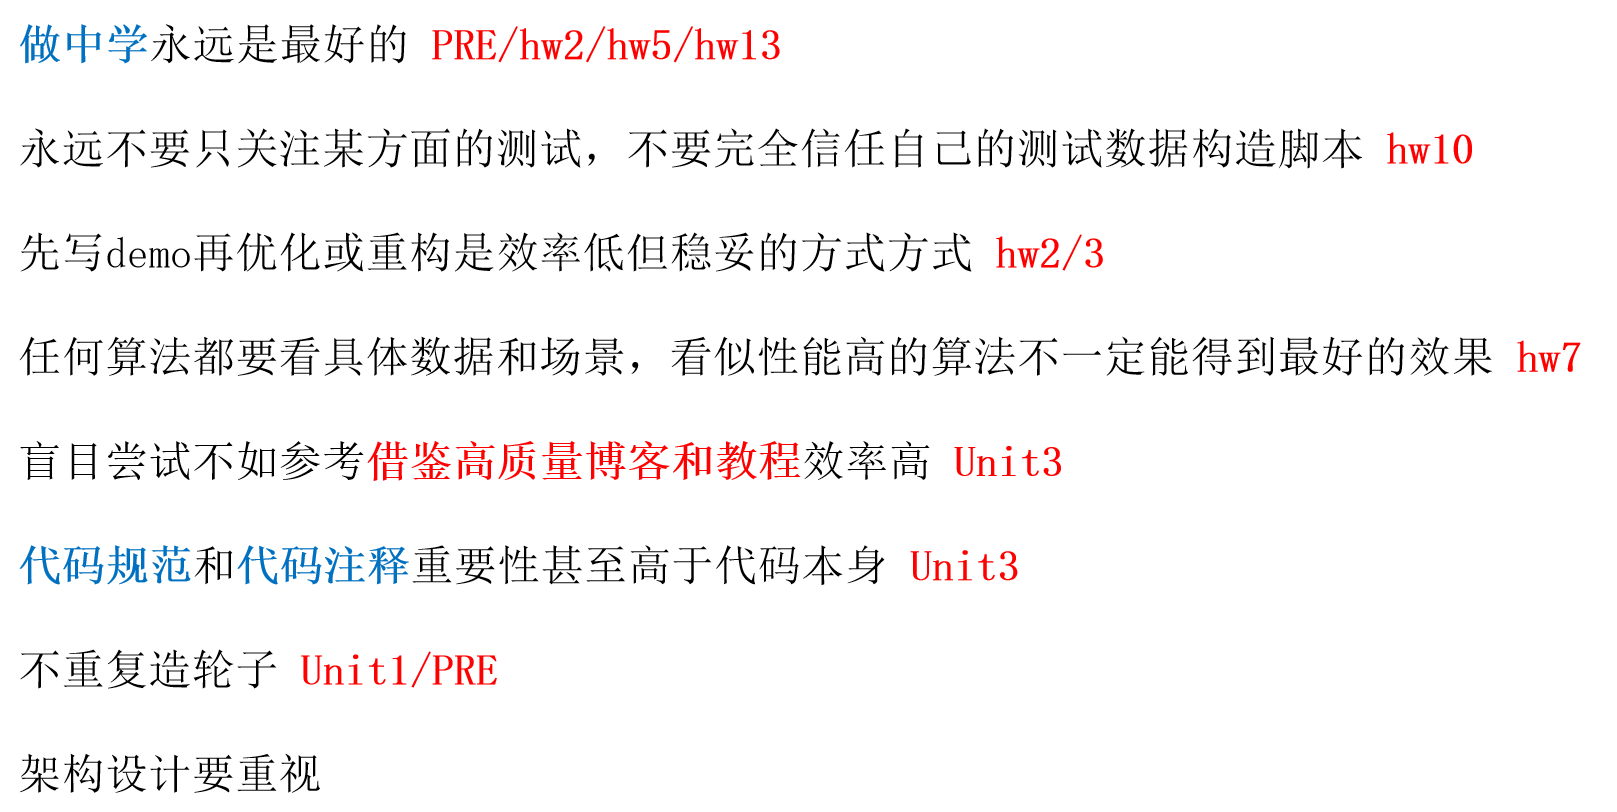 做中学永远是最好的 PRE/hw2/hw5/hw13
永远不要只关注某方面的测试，不要完全信任自己的测试数据构造脚本 hw10
先写demo再优化或重构是效率低但稳妥的方式方式 hw2/3
任何算法都要看具体数据和场景，看似性能高的算法不一定能得到最好的效果 hw7
盲目尝试不如参考借鉴高质量博客和教程效率高 Unit3
代码规范和代码注释重要性甚至高于代码本身 Unit3
不重复造轮子 Unit1/PRE
架构设计要重视